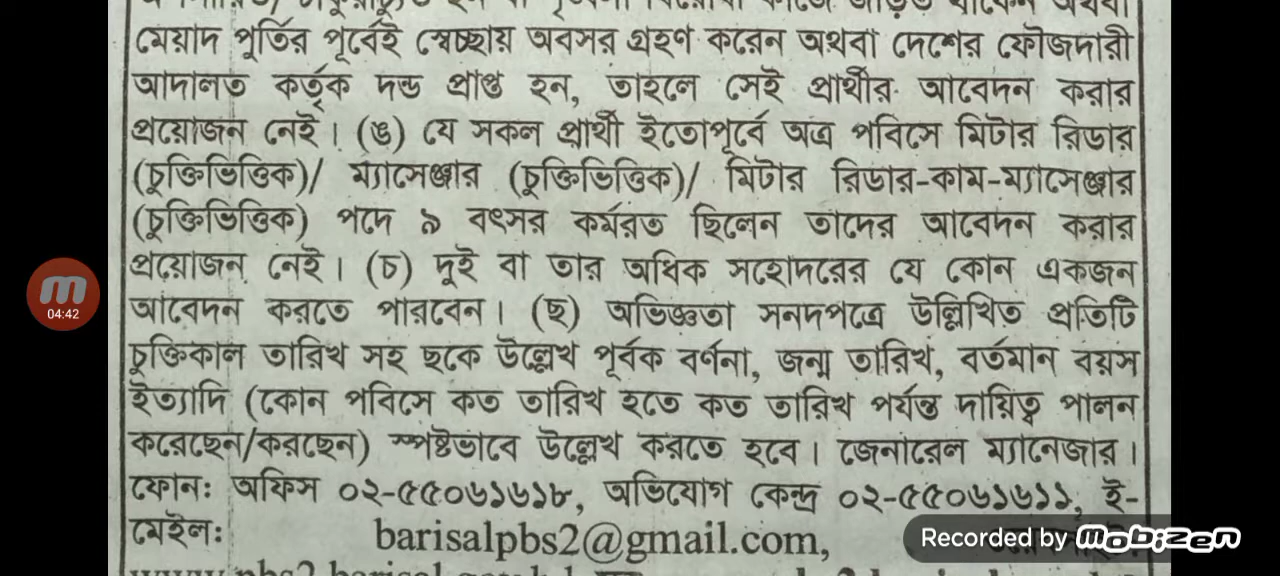 মেয়াদ পূর্তির পূর্বেই স্বেচ্ছায় অবসর গ্রহণ করেন অথবা দেশের ফৌজদারী
আদালত কর্তৃক দন্ড প্রাপ্ত হন, তাহলে সেই প্রার্থীর আবেদন করার
প্রয়োজন নেই। (ঙ) যে সকল প্রার্থী ইতোপূর্বে অত্র পবিসে মিটার রিডার
(চুক্তিভিত্তিক)/ ম্যাসেঞ্জার (চুক্তিভিত্তিক)/ মিটার রিডার-কাম-ম্যাসেঞ্জার
(চুক্তিভিত্তিক) পদে ৯ বৎসর কর্মরত ছিলেন তাদের আবেদন করার
প্রয়োজন নেই। (চ) দুই বা তার অধিক সহোদরের যে কোন একজন
আবেদন করতে পারবেন। (ছ) অভিজ্ঞতা সনদপত্রে উল্লিখিত প্রতিটি
চুক্তিকাল তারিখ সহ ছকে উল্লেখ পূর্বক বর্ণনা, জন্ম তারিখ, বর্তমান বয়স
ইত্যাদি (কোন পবিসে কত তারিখ হতে কত তারিখ পর্যন্ত দায়িত্ব পালন
করেছেন/করছেন) স্পষ্টভাবে উল্লেখ করতে হবে। জেনারেল ম্যানেজার।
ফোনঃ অফিস ০২-৫৫০৬১৬১৮, অভিযোগ কেন্দ্র ০২-৫৫০৬১৬১১, ই-
মেইলঃ barisalpbs2@gmail.com,
04:42
Recorded by mobizen